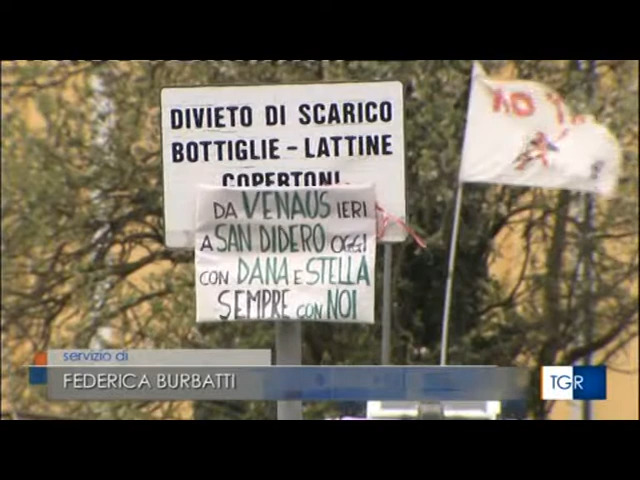 DIVIETO DI SCARICO
BOTTIGLIE - LATTINE
COPERTONI
DA VENAUS IERI
A SAN DIDERO OGGI
CON DANA E STELLA
SEMPRE CON NOI
servizio di
FEDERICA BURBATTI
TGR